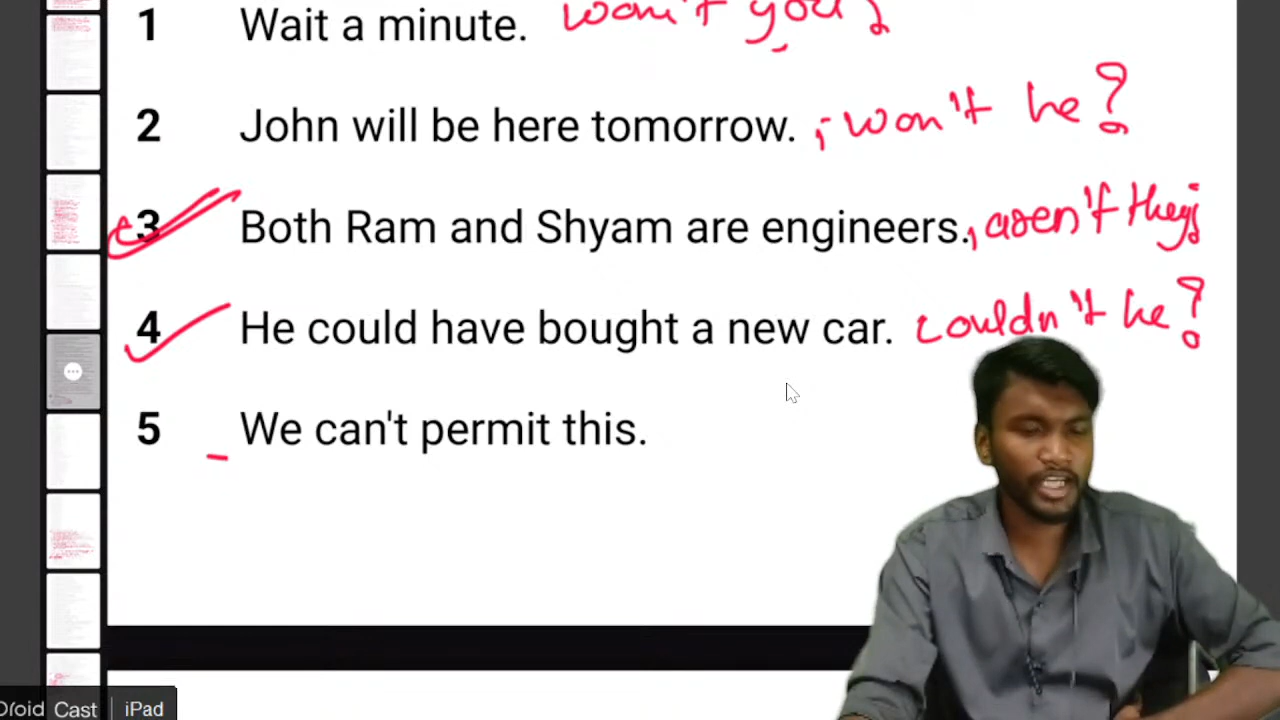 1 Wait a minute. won't you?
2 John will be here tomorrow. , won't he?
3 Both Ram and Shyam are engineers. , aren't they?
4 He could have bought a new car. couldn't he?
5 We can't permit this.
Droid Cast | iPad